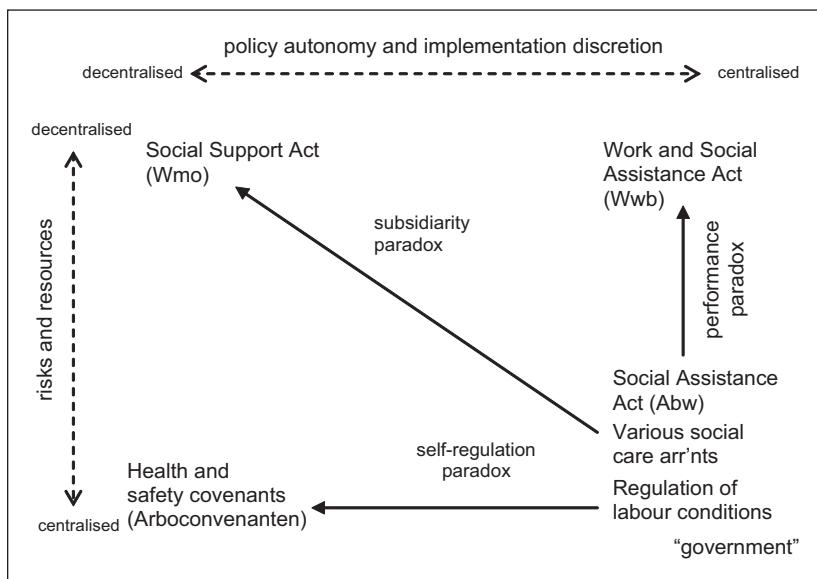 policy autonomy and implementation discretion
decentralised
centralised
decentralised
Social Support Act
(Wmo)
Work and Social
Assistance Act
(Wwb)
subsidiarity
paradox
performance
paradox
risks and resources
Social Assistance
Act (Abw)
Various social
care arr'nts
self-regulation
paradox
Health and
safety covenants
(Arboconvenanten)
Regulation of
labour conditions
centralised
“government”